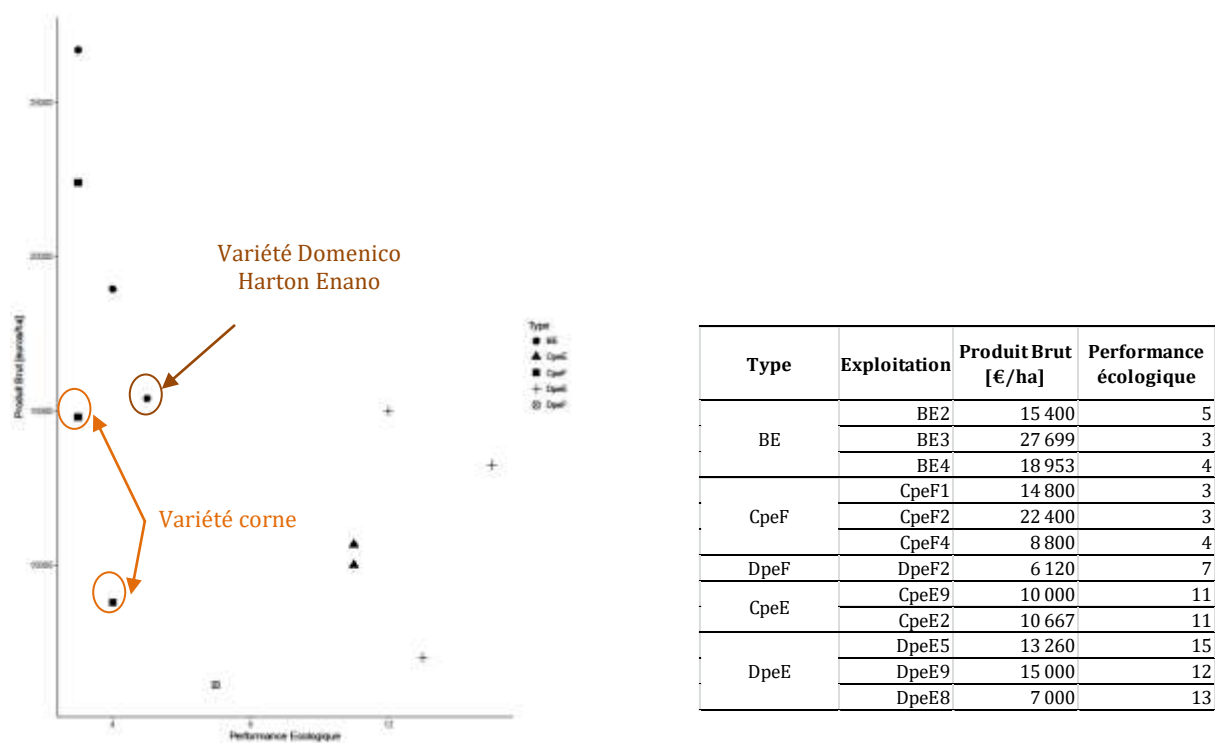 25000
20000
15000
10000
Produit Brut [euros/ha]
4
8
12
Performance Ecologique
Variété Domenico
Harton Enano
Variété corne
Type
BE
CpeE
CpeF
DpeE
DpeF
Type Exploitation Produit Brut [€/ha] Performance écologique
BE BE2 15 400 5
BE3 27 699 3
BE4 18 953 4
CpeF CpeF1 14 800 3
CpeF2 22 400 3
CpeF4 8 800 4
DpeF DpeF2 6 120 7
CpeE CpeE9 10 000 11
CpeE2 10 667 11
DpeE DpeE5 13 260 15
DpeE9 15 000 12
DpeE8 7 000 13